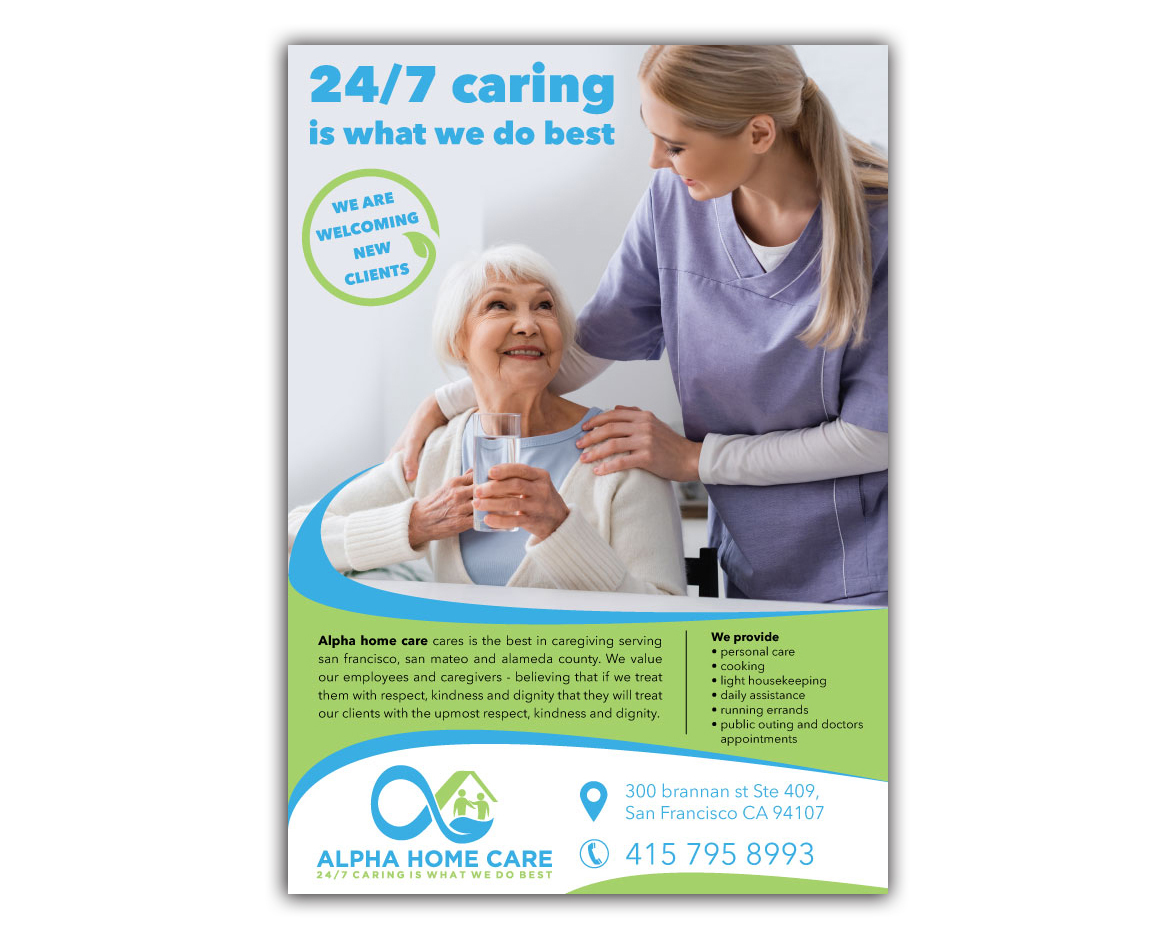 24/7 caring
is what we do best
WE ARE
WELCOMING
NEW
CLIENTS
Alpha home care cares is the best in caregiving serving
san francisco, san mateo and alameda county. We value
our employees and caregivers - believing that if we treat
them with respect, kindness and dignity that they will treat
our clients with the upmost respect, kindness and dignity.
We provide
• personal care
• cooking
• light housekeeping
• daily assistance
• running errands
• public outing and doctors
appointments
ALPHA HOME CARE
24/7 CARING IS WHAT WE DO BEST
300 brannan st Ste 409,
San Francisco CA 94107
415 795 8993